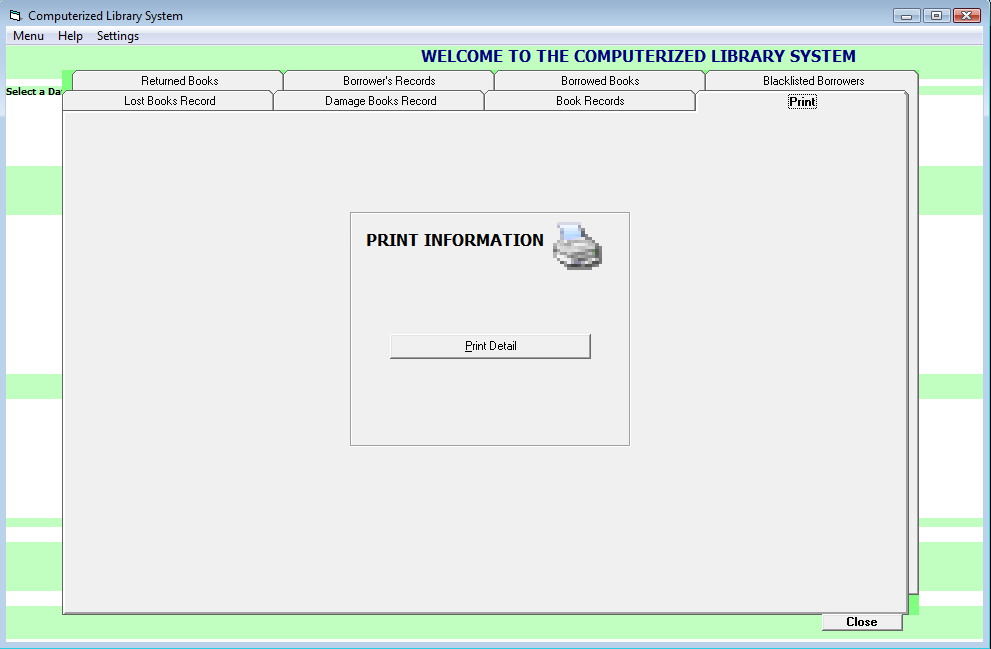 Computerized Library System
Menu Help Settings
WELCOME TO THE COMPUTERIZED LIBRARY SYSTEM
Returned Books Borrower's Records Borrowed Books Blacklisted Borrowers
Select a Da
Lost Books Record Damage Books Record Book Records Print
PRINT INFORMATION
Print Detail
Close